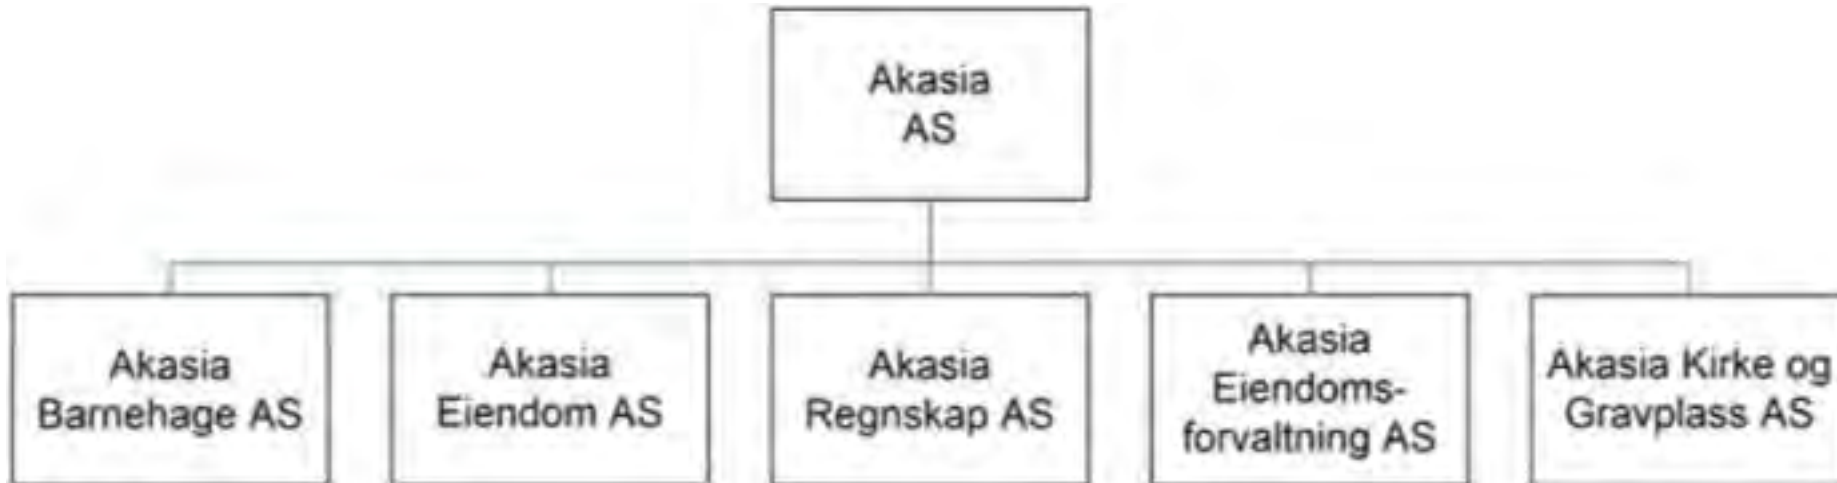 Akasia
AS
Akasia
Barnehage AS
Akasia
Eiendom AS
Akasia
Regnskap AS
Akasia
Eiendoms-
forvaltning AS
Akasia Kirke og
Gravplass AS